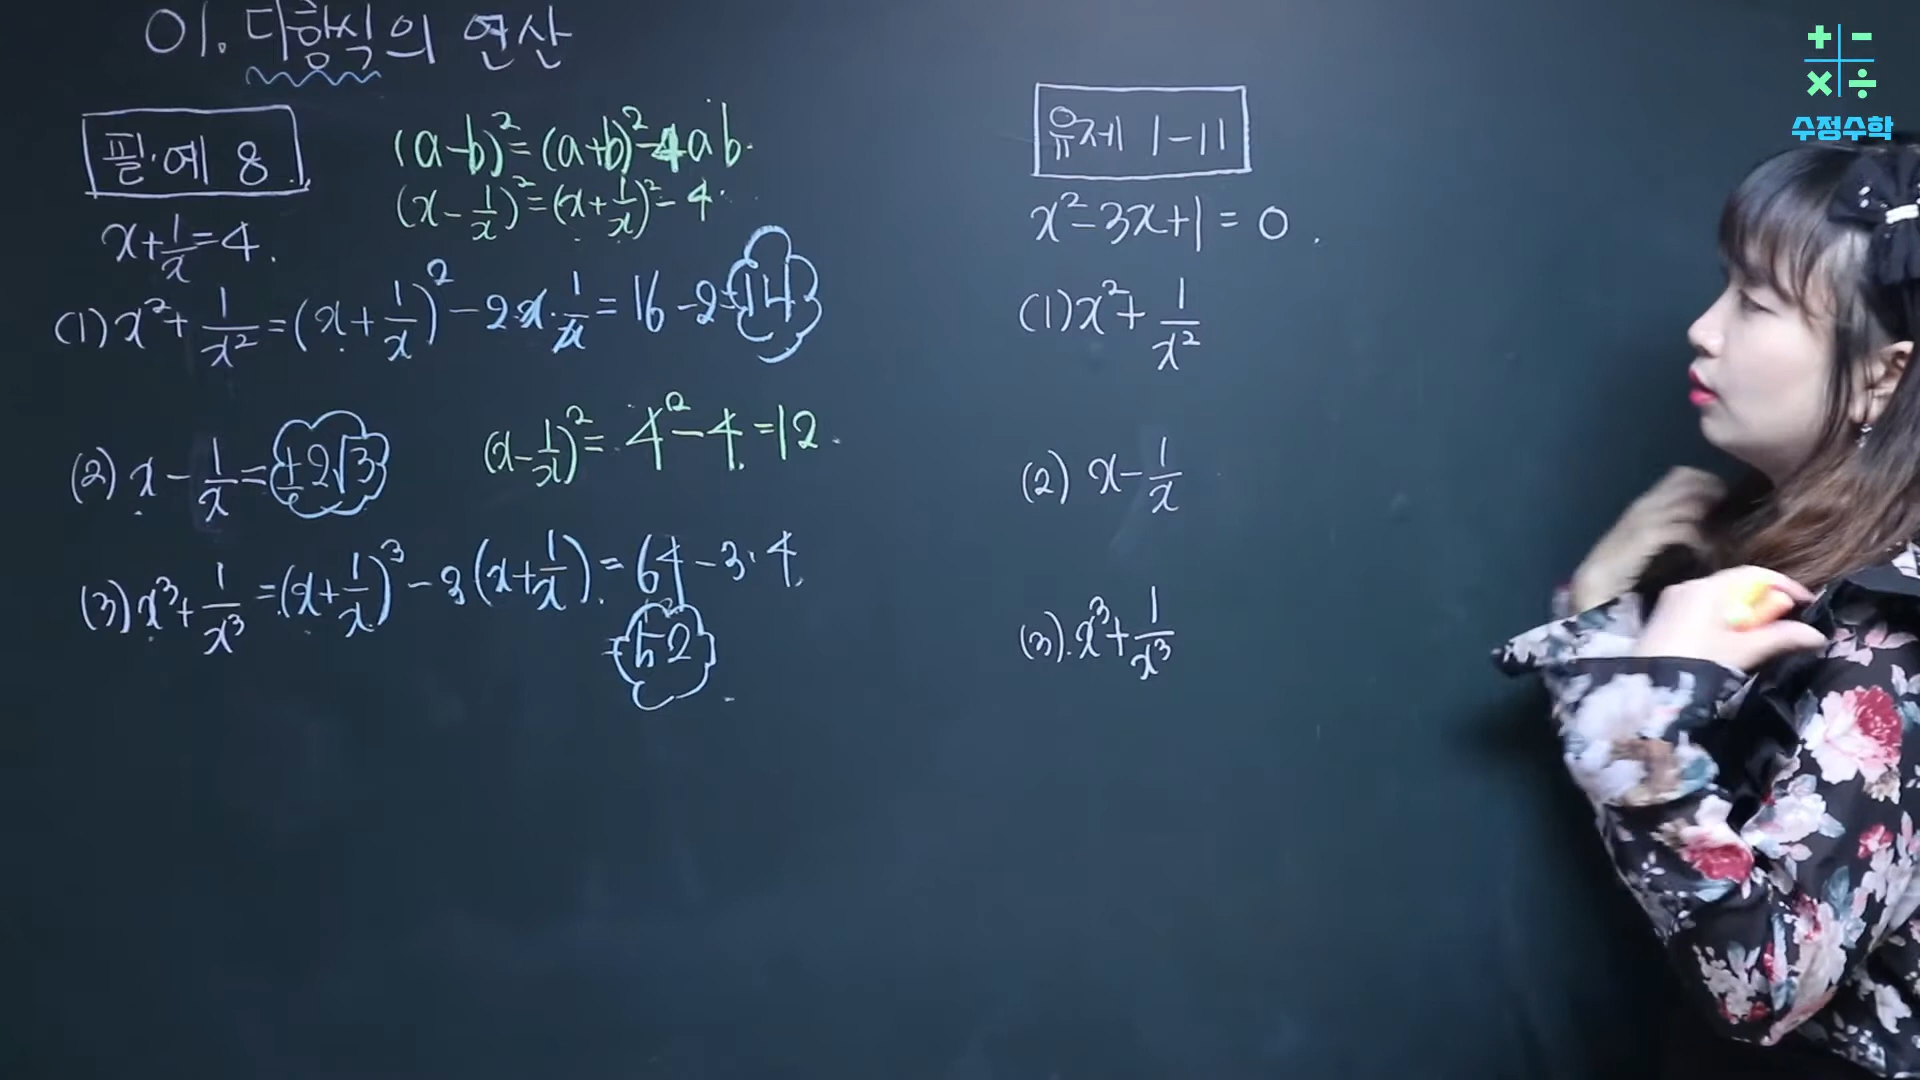 01. 다항식의 연산
필.예 8.
(a-b)²=(a+b)²-4ab.
(x-1/x)²=(x+1/x)²-4.
x+1/x=4.
(1) x²+1/x²=(x+1/x)²-2·x·1/x=16-2=14
(2) x-1/x=±2√3
(x-1/x)²=4²-4=12.
(3) x³+1/x³=(x+1/x)³-3(x+1/x)=64-3·4
=52
유제 1-11
x²-3x+1=0.
(1) x²+1/x²
(2) x-1/x
(3). x³+1/x³
+ -
× ÷
수정수학